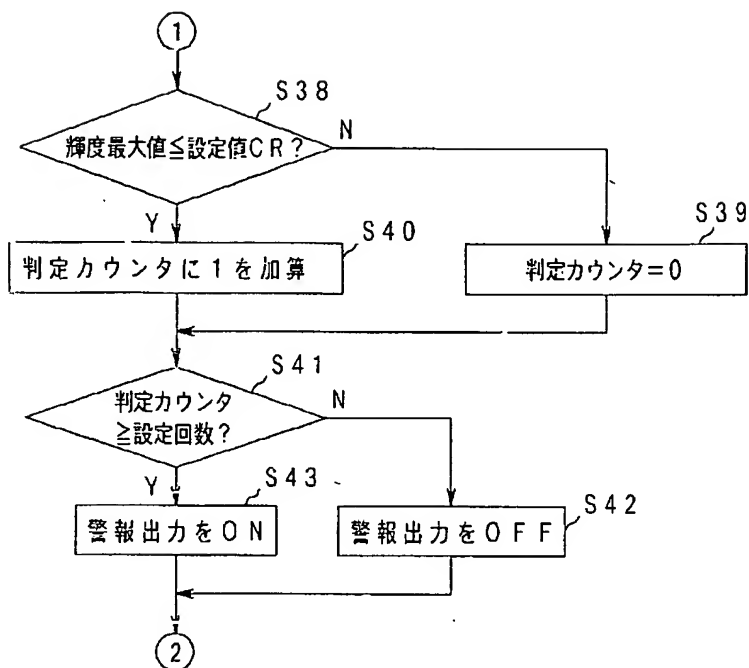 1
S38
輝度最大値≦設定値CR?
N
Y
S40
S39
判定カウンタに1を加算
判定カウンタ=0
S41
判定カウンタ
≧設定回数?
N
Y
S43
S42
警報出力をON
警報出力をOFF
2